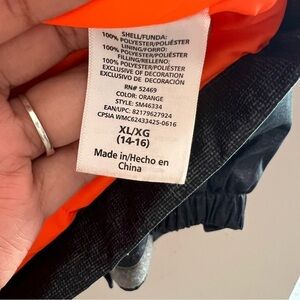 SHELL/FUNDA:
100% POLYESTER/POLIÉSTER
LINING/FORRO:
100% POLYESTER/POLIÉSTER
FILLING/RELLENO:
100% POLYESTER/POLIÉSTER
EXCLUSIVE OF DECORATION
EXCLUSIVO DE DECORACIÓN
RN# 52469
COLOR: ORANGE
STYLE: SM46334
EAN/UPC: 82179627924
CPSIA WMC62433425-0616
XL/XG
(14-16)
Made in/Hecho en
China